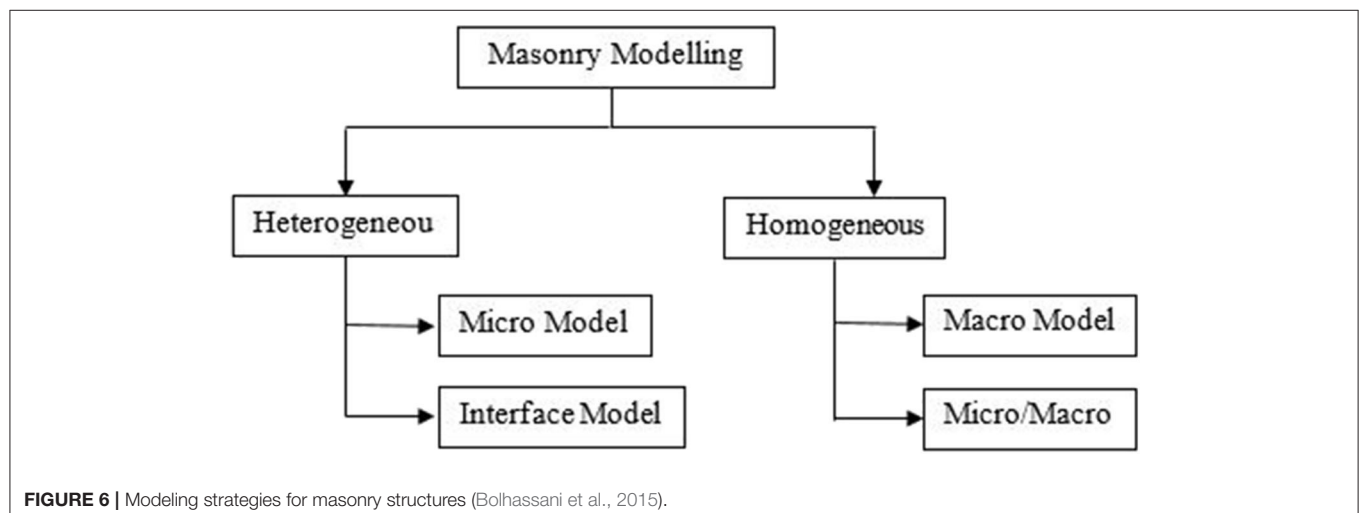 Masonry Modelling
Heterogeneou
Homogeneous
Micro Model
Macro Model
Interface Model
Micro/Macro
FIGURE 6 | Modeling strategies for masonry structures (Bolhassani et al., 2015).